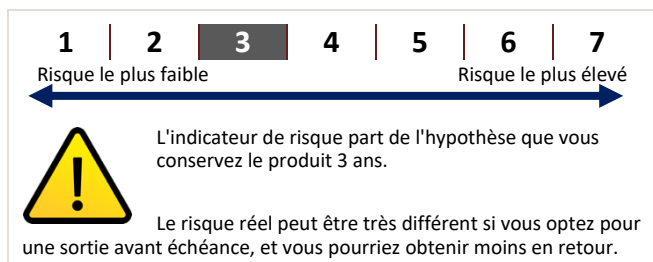 1 2 3 4 5 6 7
Risque le plus faible Risque le plus élevé
L'indicateur de risque part de l'hypothèse que vous
conservez le produit 3 ans.
Le risque réel peut être très différent si vous optez pour
une sortie avant échéance, et vous pourriez obtenir moins en retour.